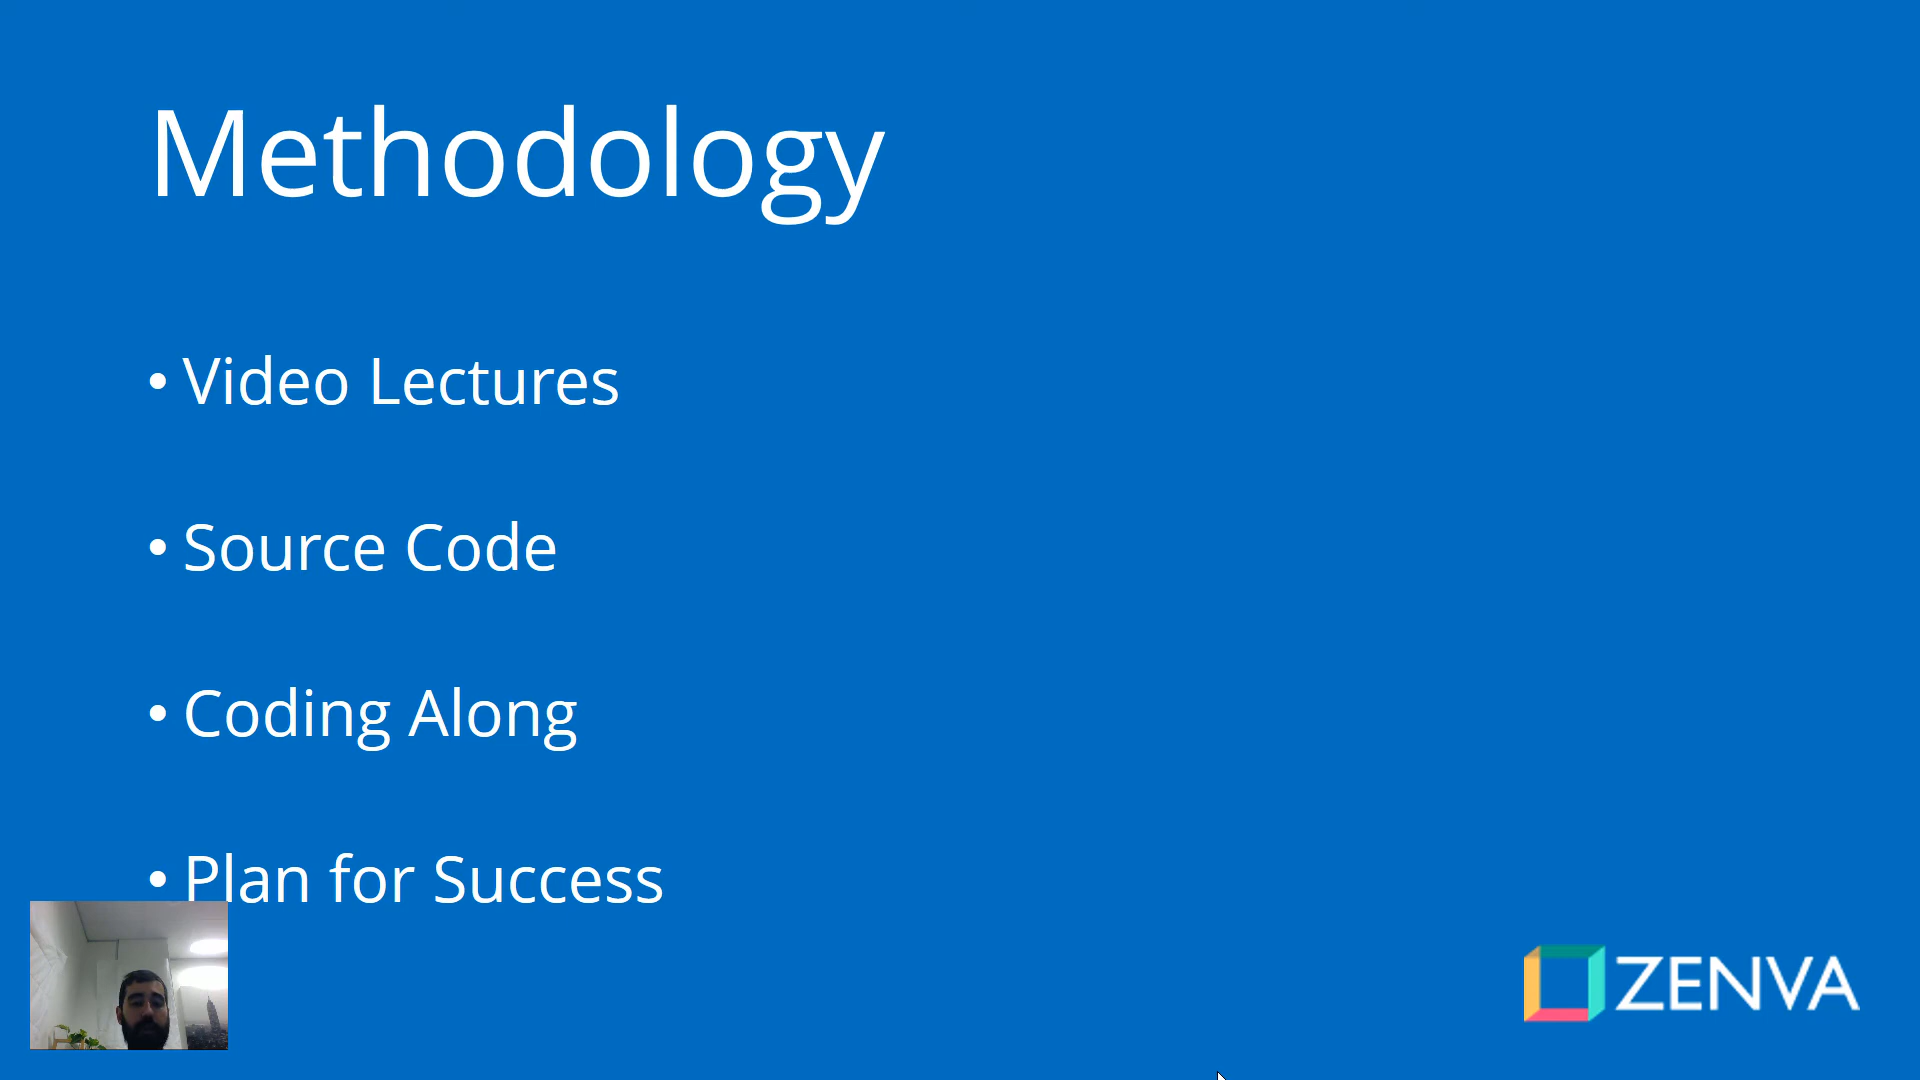 Methodology
• Video Lectures
• Source Code
• Coding Along
• Plan for Success
ZENVA